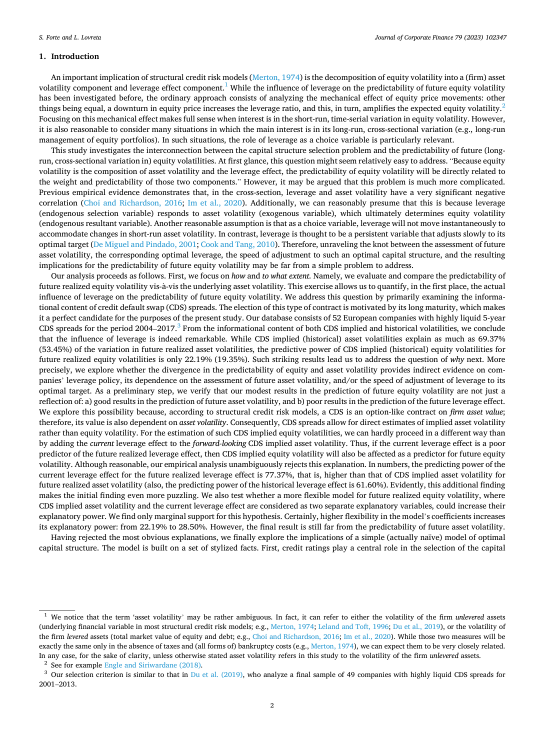 S. Forte and L. Lovreta
Journal of Corporate Finance 79 (2023) 102347
1. Introduction
An important implication of structural credit risk models (Merton, 1974) is the decomposition of equity volatility into a (firm) asset
volatility component and leverage effect component.1 While the influence of leverage on the predictability of future equity volatility
has been investigated before, the ordinary approach consists of analyzing the mechanical effect of equity price movements: other
things being equal, a downturn in equity price increases the leverage ratio, and this, in turn, amplifies the expected equity volatility.2
Focusing on this mechanical effect makes full sense when interest is in the short-run, time-serial variation in equity volatility. However,
it is also reasonable to consider many situations in which the main interest is in its long-run, cross-sectional variation (e.g., long-run
management of equity portfolios). In such situations, the role of leverage as a choice variable is particularly relevant.
This study investigates the interconnection between the capital structure selection problem and the predictability of future (long-
run, cross-sectional variation in) equity volatilities. At first glance, this question might seem relatively easy to address. “Because equity
volatility is the composition of asset volatility and the leverage effect, the predictability of equity volatility will be directly related to
the weight and predictability of those two components.” However, it may be argued that this problem is much more complicated.
Previous empirical evidence demonstrates that, in the cross-section, leverage and asset volatility have a very significant negative
correlation (Choi and Richardson, 2016; Im et al., 2020). Additionally, we can reasonably presume that this is because leverage
(endogenous selection variable) responds to asset volatility (exogenous variable), which ultimately determines equity volatility
(endogenous resultant variable). Another reasonable assumption is that as a choice variable, leverage will not move instantaneously to
accommodate changes in short-run asset volatility. In contrast, leverage is thought to be a persistent variable that adjusts slowly to its
optimal target (De Miguel and Pindado, 2001; Cook and Tang, 2010). Therefore, unraveling the knot between the assessment of future
asset volatility, the corresponding optimal leverage, the speed of adjustment to such an optimal capital structure, and the resulting
implications for the predictability of future equity volatility may be far from a simple problem to address.
Our analysis proceeds as follows. First, we focus on how and to what extent. Namely, we evaluate and compare the predictability of
future realized equity volatility vis-à-vis the underlying asset volatility. This exercise allows us to quantify, in the first place, the actual
influence of leverage on the predictability of future equity volatility. We address this question by primarily examining the informa-
tional content of credit default swap (CDS) spreads. The election of this type of contract is motivated by its long maturity, which makes
it a perfect candidate for the purposes of the present study. Our database consists of 52 European companies with highly liquid 5-year
CDS spreads for the period 2004–2017.3 From the informational content of both CDS implied and historical volatilities, we conclude
that the influence of leverage is indeed remarkable. While CDS implied (historical) asset volatilities explain as much as 69.37%
(53.45%) of the variation in future realized asset volatilities, the predictive power of CDS implied (historical) equity volatilities for
future realized equity volatilities is only 22.19% (19.35%). Such striking results lead us to address the question of why next. More
precisely, we explore whether the divergence in the predictability of equity and asset volatilities provides indirect evidence on com-
panies’ leverage policy, its dependence on the assessment of future asset volatility, and/or the speed of adjustment of leverage to its
optimal target. As a preliminary step, we verify that our modest results in the prediction of future equity volatility are not just a
reflection of: a) good results in the prediction of future asset volatility, and b) poor results in the prediction of the future leverage effect.
We explore this possibility because, according to structural credit risk models, a CDS is an option-like contract on firm asset value;
therefore, its value is also dependent on asset volatility. Consequently, CDS spreads allow for direct estimates of implied asset volatility
rather than equity volatility. For the estimation of such CDS implied equity volatilities, we can hardly proceed in a different way than
by adding the current leverage effect to the forward-looking CDS implied asset volatility. Thus, if the current leverage effect is a poor
predictor of the future realized leverage effect, then CDS implied equity volatility will also be affected as a predictor for future equity
volatility. Although reasonable, our empirical analysis unambiguously rejects this explanation. In numbers, the predicting power of the
current leverage effect for the future realized leverage effect is 77.37%, that is, higher than that of CDS implied asset volatility for
future realized asset volatility (also, the predicting power of the historical leverage effect is 61.60%). Evidently, this additional finding
makes the initial finding even more puzzling. We also test whether a more flexible model for future realized equity volatility, where
CDS implied asset volatility and the current leverage effect are considered as two separate explanatory variables, could increase their
explanatory power. We find only marginal support for this hypothesis. Certainly, higher flexibility in the model’s coefficients increases
its explanatory power: from 22.19% to 28.50%. However, the final result is still far from the predictability of future asset volatility.
Having rejected the most obvious explanations, we finally explore the implications of a simple (actually naïve) model of optimal
capital structure. The model is built on a set of stylized facts. First, credit ratings play a central role in the selection of the capital
1 We notice that the term ‘asset volatility’ may be rather ambiguous. In fact, it can refer to either the volatility of the firm unlevered assets
(underlying financial variable in most structural credit risk models; e.g., Merton, 1974; Leland and Toft, 1996; Du et al., 2019), or the volatility of
the firm levered assets (total market value of equity and debt; e.g., Choi and Richardson, 2016; Im et al., 2020). While those two measures will be
exactly the same only in the absence of taxes and (all forms of) bankruptcy costs (e.g., Merton, 1974), we can expect them to be very closely related.
In any case, for the sake of clarity, unless otherwise stated asset volatility refers in this study to the volatility of the firm unlevered assets.
2 See for example Engle and Siriwardane (2018).
3 Our selection criterion is similar to that in Du et al. (2019), who analyze a final sample of 49 companies with highly liquid CDS spreads for
2001–2013.
2